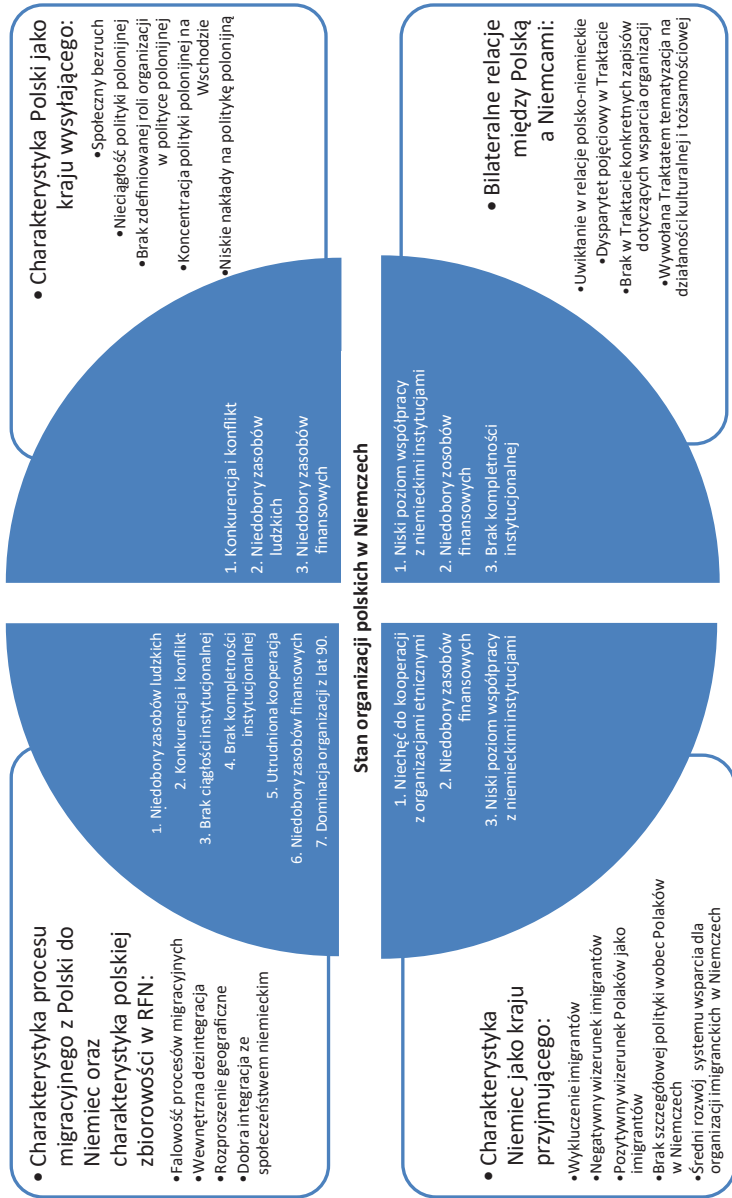 • Charakterystyka procesu
migracyjnego z Polski do
Niemiec oraz
charakterystyka polskiej
zbiorowości w RFN:
• Falowość procesów migracyjnych
• Wewnętrzna dezintegracja
• Rozproszenie geograficzne
• Dobra integracja ze
społeczeństwem niemieckim
1. Niedobory zasobów ludzkich
2. Konkurencja i konflikt
3. Brak ciągłości instytucjonalnej
4. Brak kompletności
instytucjonalnej
5. Utrudniona kooperacja
6. Niedobory zasobów finansowych
7. Dominacja organizacji z lat 90.
• Charakterystyka Polski jako
kraju wysyłającego:
• Społeczny bezruch
• Nieciągłość polityki polonijnej
• Brak zdefiniowanej roli organizacji
w polityce polonijnej
• Koncentracja polityki polonijnej na
Wschodzie
• Niskie nakłady na politykę polonijną
1. Konkurencja i konflikt
2. Niedobory zasobów
ludzkich
3. Niedobory zasobów
finansowych
Stan organizacji polskich w Niemczech
• Charakterystyka
Niemiec jako kraju
przyjmującego:
• Wykluczenie imigrantów
• Negatywny wizerunek imigrantów
• Pozytywny wizerunek Polaków jako
imigrantów
• Brak szczegółowej polityki wobec Polaków
w Niemczech
• Średni rozwój systemu wsparcia dla
organizacji imigranckich w Niemczech
1. Niechęć do kooperacji
z organizacjami etnicznymi
2. Niedobory zasobów
finansowych
3. Niski poziom współpracy
z niemieckimi instytucjami
• Bilateralne relacje
między Polską
a Niemcami:
• Uwikłanie w relacje polsko-niemieckie
• Dysparytet pojęciowy w Traktacie
• Brak w Traktacie konkretnych zapisów
dotyczących wsparcia organizacji
• Wywołana Traktatem tematyzacja na
działaności kulturalnej i tożsamościowej
1. Niski poziom współpracy
z niemieckimi instytucjami
2. Niedobory zosobów
finansowych
3. Brak kompletności
instytucjonalnej